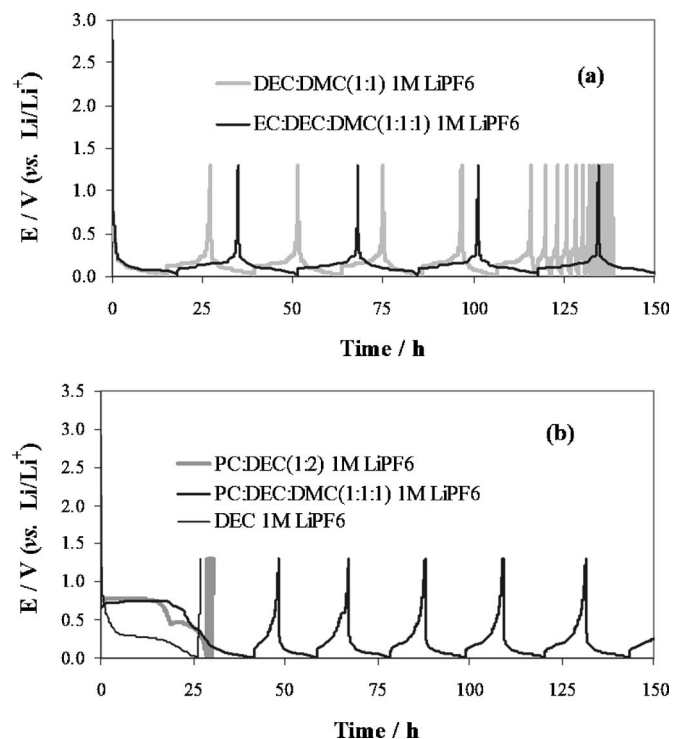 3.0
(a)
2.5
DEC:DMC(1:1) 1M LiPF6
2.0
EC:DEC:DMC(1:1:1) 1M LiPF6
1.5
1.0
0.5
0.0
E / V (vs. Li/Li+)
0 25 50 75 100 125 150
Time / h
3.5
(b)
3.0
2.5
PC:DEC(1:2) 1M LiPF6
PC:DEC:DMC(1:1:1) 1M LiPF6
2.0
DEC 1M LiPF6
1.5
1.0
0.5
0.0
E / V (vs. Li/Li+)
0 25 50 75 100 125 150
Time / h